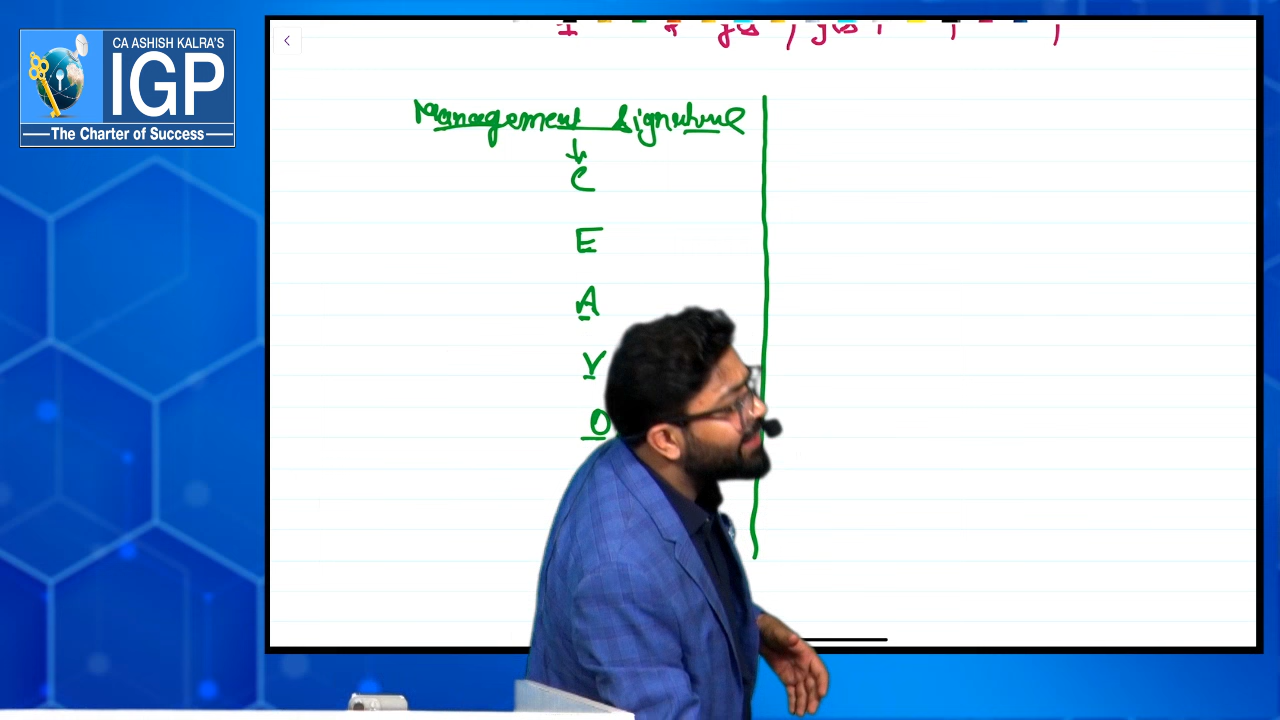 CA ASHISH KALRA'S
IGP
The Charter of Success
Management Signature
C
E
A
V
O